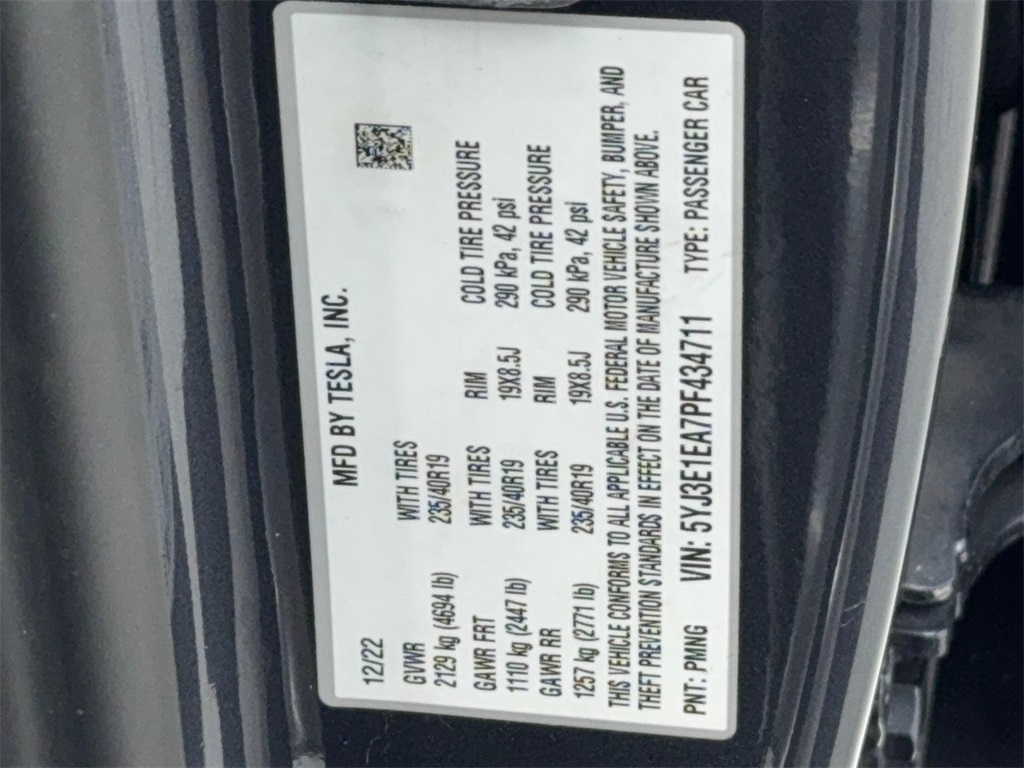 MFD BY TESLA, INC.
12/22
GVWR WITH TIRES
2129 kg (4694 lb) 235/40R19
GAWR FRT WITH TIRES RIM COLD TIRE PRESSURE
1110 kg (2447 lb) 235/40R19 19X8.5J 290 kPa, 42 psi
GAWR RR WITH TIRES RIM COLD TIRE PRESSURE
1257 kg (2771 lb) 235/40R19 19X8.5J 290 kPa, 42 psi
THIS VEHICLE CONFORMS TO ALL APPLICABLE U.S. FEDERAL MOTOR VEHICLE SAFETY, BUMPER, AND
THEFT PREVENTION STANDARDS IN EFFECT ON THE DATE OF MANUFACTURE SHOWN ABOVE.
PNT: PMNG VIN: 5YJ3E1EA7PF434711 TYPE: PASSENGER CAR